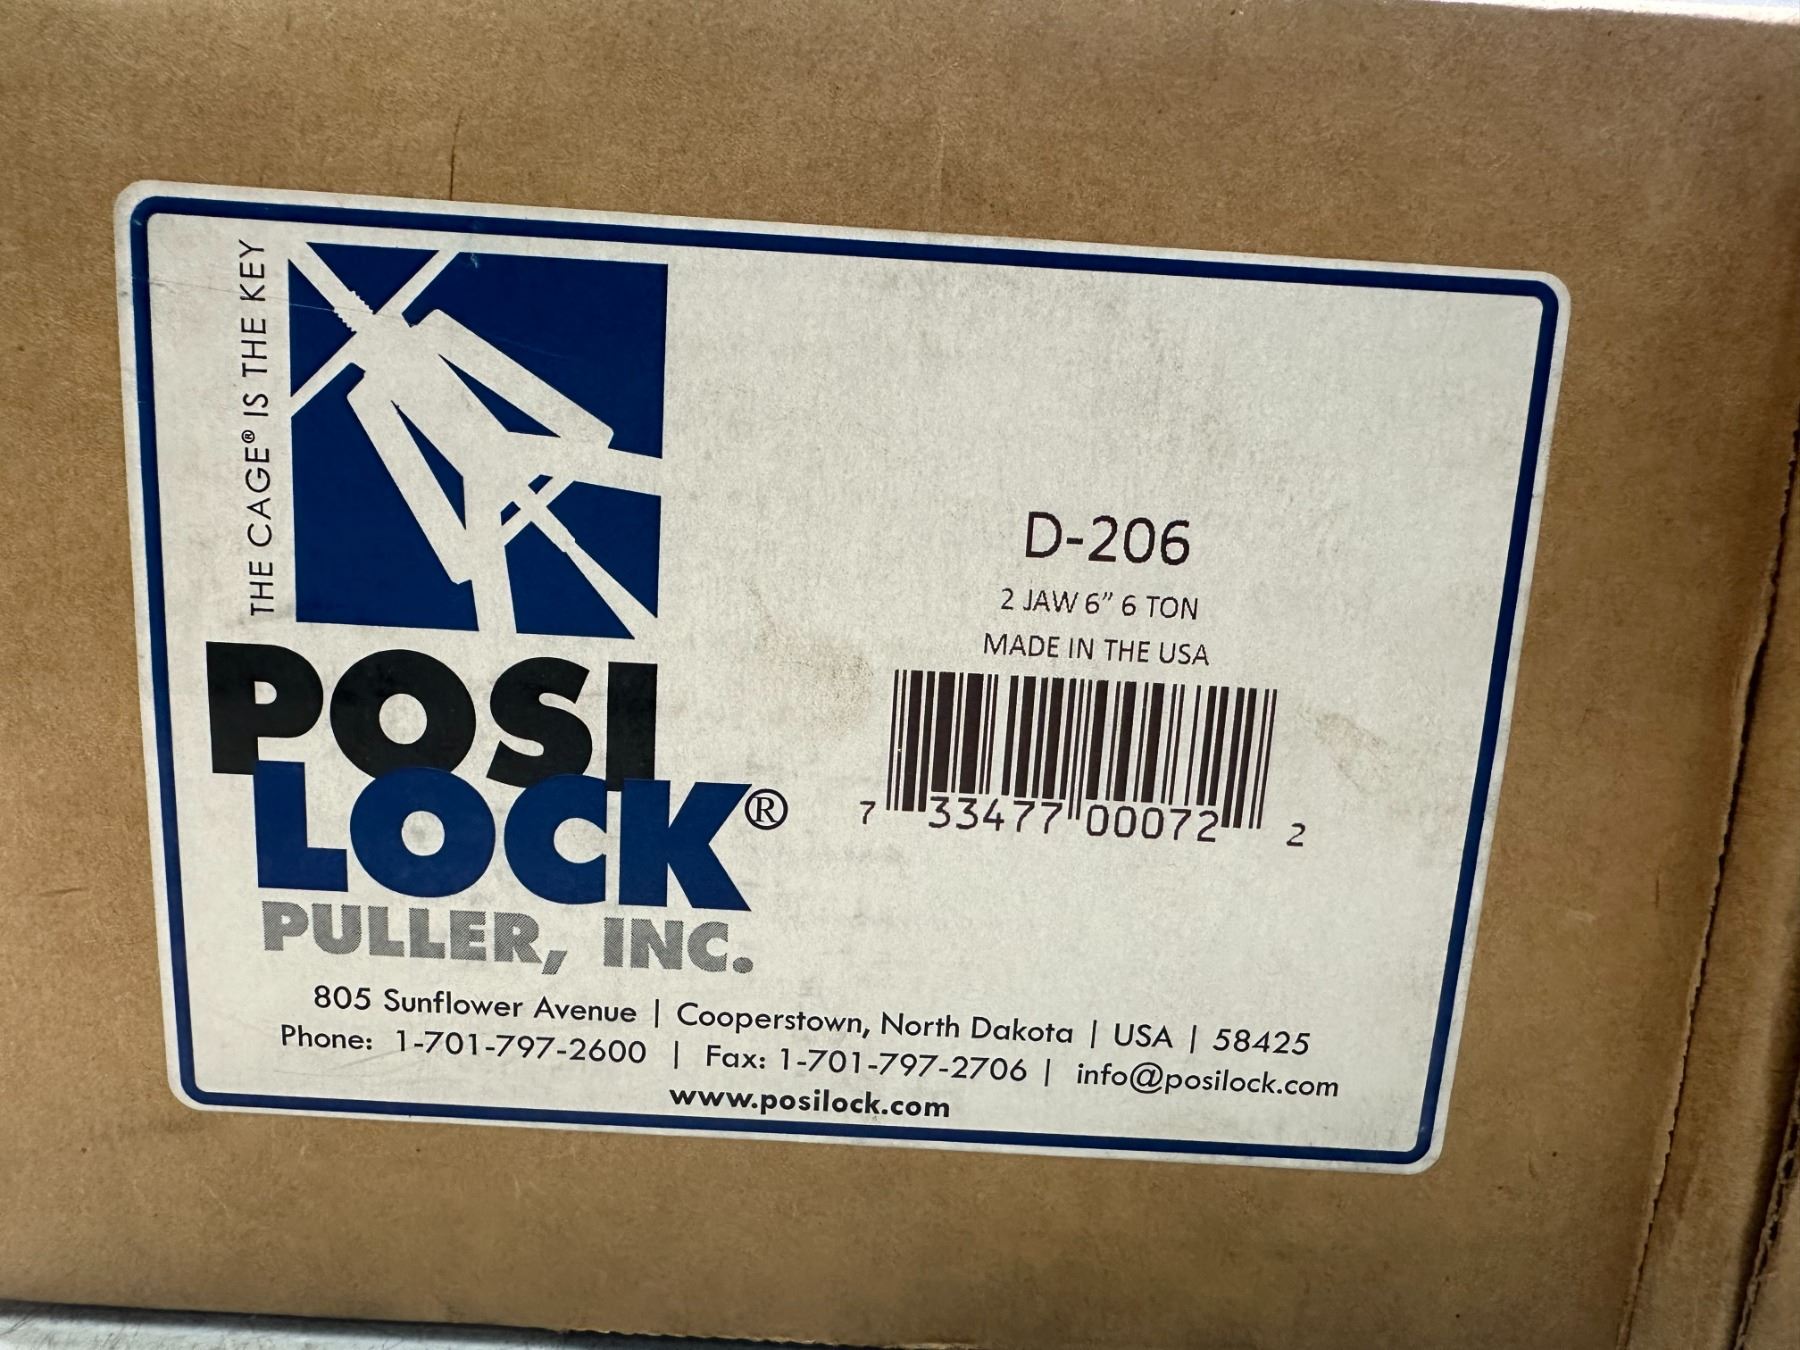 THE CAGE® IS THE KEY
POSI
LOCK®
PULLER, INC.
D-206
2 JAW 6” 6 TON
MADE IN THE USA
7 33477 00072 2
805 Sunflower Avenue | Cooperstown, North Dakota | USA | 58425
Phone: 1-701-797-2600 | Fax: 1-701-797-2706 | info@posilock.com
www.posilock.com